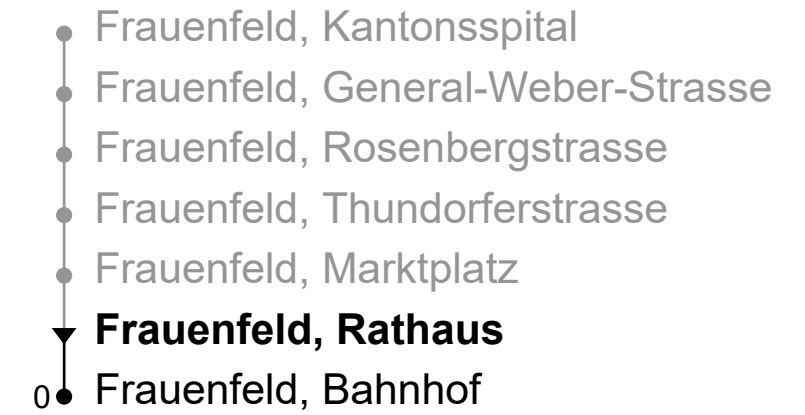 Frauenfeld, Kantonsspital
Frauenfeld, General-Weber-Strasse
Frauenfeld, Rosenbergstrasse
Frauenfeld, Thundorferstrasse
Frauenfeld, Marktplatz
Frauenfeld, Rathaus
0 Frauenfeld, Bahnhof